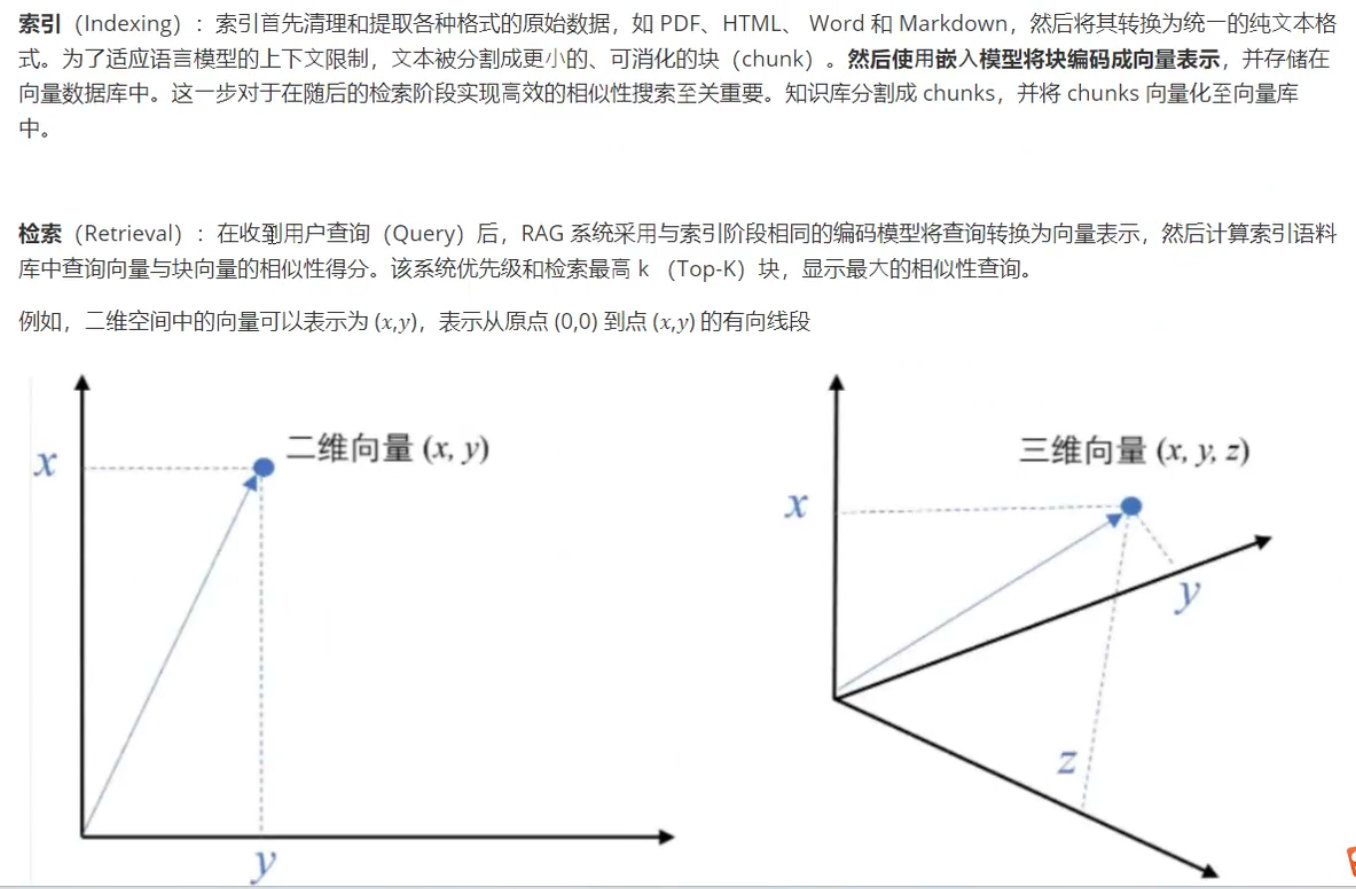 索引（Indexing）：索引首先清理和提取各种格式的原始数据，如 PDF、HTML、 Word 和 Markdown，然后将其转换为统一的纯文本格
式。为了适应语言模型的上下文限制，文本被分割成更小的、可消化的块（chunk）。然后使用嵌入模型将块编码成向量表示，并存储在
向量数据库中。这一步对于在随后的检索阶段实现高效的相似性搜索至关重要。知识库分割成 chunks，并将 chunks 向量化至向量库
中。
检索（Retrieval）：在收到用户查询（Query）后，RAG 系统采用与索引阶段相同的编码模型将查询转换为向量表示，然后计算索引语料
库中查询向量与块向量的相似性得分。该系统优先级和检索最高 k （Top-K）块，显示最大的相似性查询。
例如，二维空间中的向量可以表示为 (x,y)，表示从原点 (0,0) 到点 (x,y) 的有向线段
二维向量 (x, y)
x
y
三维向量 (x, y, z)
x
y
z